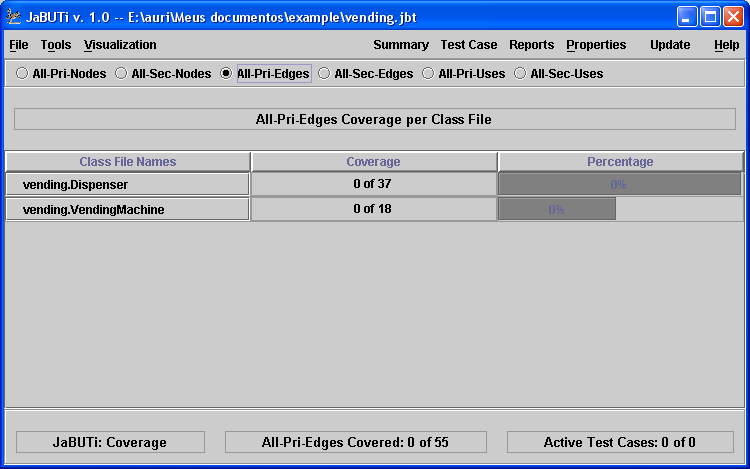 JaBUTi v. 1.0 -- E:\auri\Meus documentos\example\vending.jbt
File Tools Visualization Summary Test Case Reports Properties Update Help
All-Pri-Nodes All-Sec-Nodes All-Pri-Edges All-Sec-Edges All-Pri-Uses All-Sec-Uses
All-Pri-Edges Coverage per Class File
Class File Names Coverage Percentage
vending.Dispenser 0 of 37 0%
vending.VendingMachine 0 of 18 0%
JaBUTi: Coverage All-Pri-Edges Covered: 0 of 55 Active Test Cases: 0 of 0